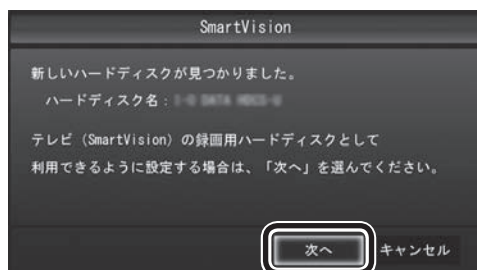 SmartVision
新しいハードディスクが見つかりました。
ハードディスク名:
テレビ (SmartVision) の録画用ハードディスクとして
利用できるように設定する場合は、「次へ」を選んでください。
次へ
キャンセル